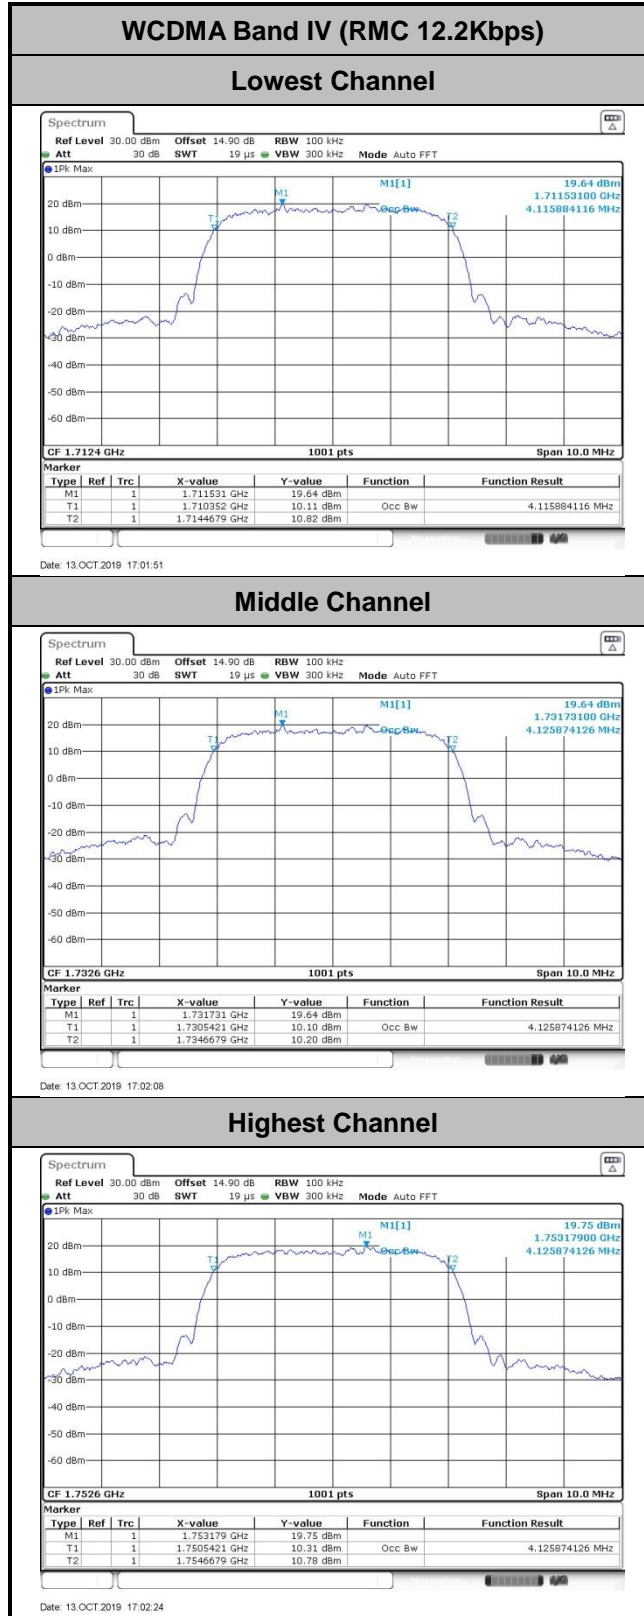 WCDMA Band IV (RMC 12.2Kbps)
Lowest Channel
Spectrum
Ref Level 30.00 dBm Offset 14.90 dB RBW 100 kHz
Att 30 dB SWT 19 µs VBW 300 kHz Mode Auto FFT
1Pk Max
M1[1] 19.64 dBm
1.71153100 GHz
Occ Bw 4.115884116 MHz
M1
T1
T2
20 dBm
10 dBm
0 dBm
-10 dBm
-20 dBm
-30 dBm
-40 dBm
-50 dBm
-60 dBm
CF 1.7124 GHz 1001 pts Span 10.0 MHz
Marker
Type Ref Trc X-value Y-value Function Function Result
M1 1 1.711531 GHz 19.64 dBm
T1 1 1.710352 GHz 10.11 dBm Occ Bw 4.115884116 MHz
T2 1 1.7144679 GHz 10.82 dBm
Date: 13.OCT.2019 17:01:51
Middle Channel
Spectrum
Ref Level 30.00 dBm Offset 14.90 dB RBW 100 kHz
Att 30 dB SWT 19 µs VBW 300 kHz Mode Auto FFT
1Pk Max
M1[1] 19.64 dBm
1.73173100 GHz
Occ Bw 4.125874126 MHz
M1
T1
T2
20 dBm
10 dBm
0 dBm
-10 dBm
-20 dBm
-30 dBm
-40 dBm
-50 dBm
-60 dBm
CF 1.7326 GHz 1001 pts Span 10.0 MHz
Marker
Type Ref Trc X-value Y-value Function Function Result
M1 1 1.731731 GHz 19.64 dBm
T1 1 1.7305421 GHz 10.10 dBm Occ Bw 4.125874126 MHz
T2 1 1.7346679 GHz 10.20 dBm
Date: 13.OCT.2019 17:02:08
Highest Channel
Spectrum
Ref Level 30.00 dBm Offset 14.90 dB RBW 100 kHz
Att 30 dB SWT 19 µs VBW 300 kHz Mode Auto FFT
1Pk Max
M1[1] 19.75 dBm
1.75317900 GHz
Occ Bw 4.125874126 MHz
M1
T1
T2
20 dBm
10 dBm
0 dBm
-10 dBm
-20 dBm
-30 dBm
-40 dBm
-50 dBm
-60 dBm
CF 1.7526 GHz 1001 pts Span 10.0 MHz
Marker
Type Ref Trc X-value Y-value Function Function Result
M1 1 1.753179 GHz 19.75 dBm
T1 1 1.7505421 GHz 10.31 dBm Occ Bw 4.125874126 MHz
T2 1 1.7546679 GHz 10.78 dBm
Date: 13.OCT.2019 17:02:24